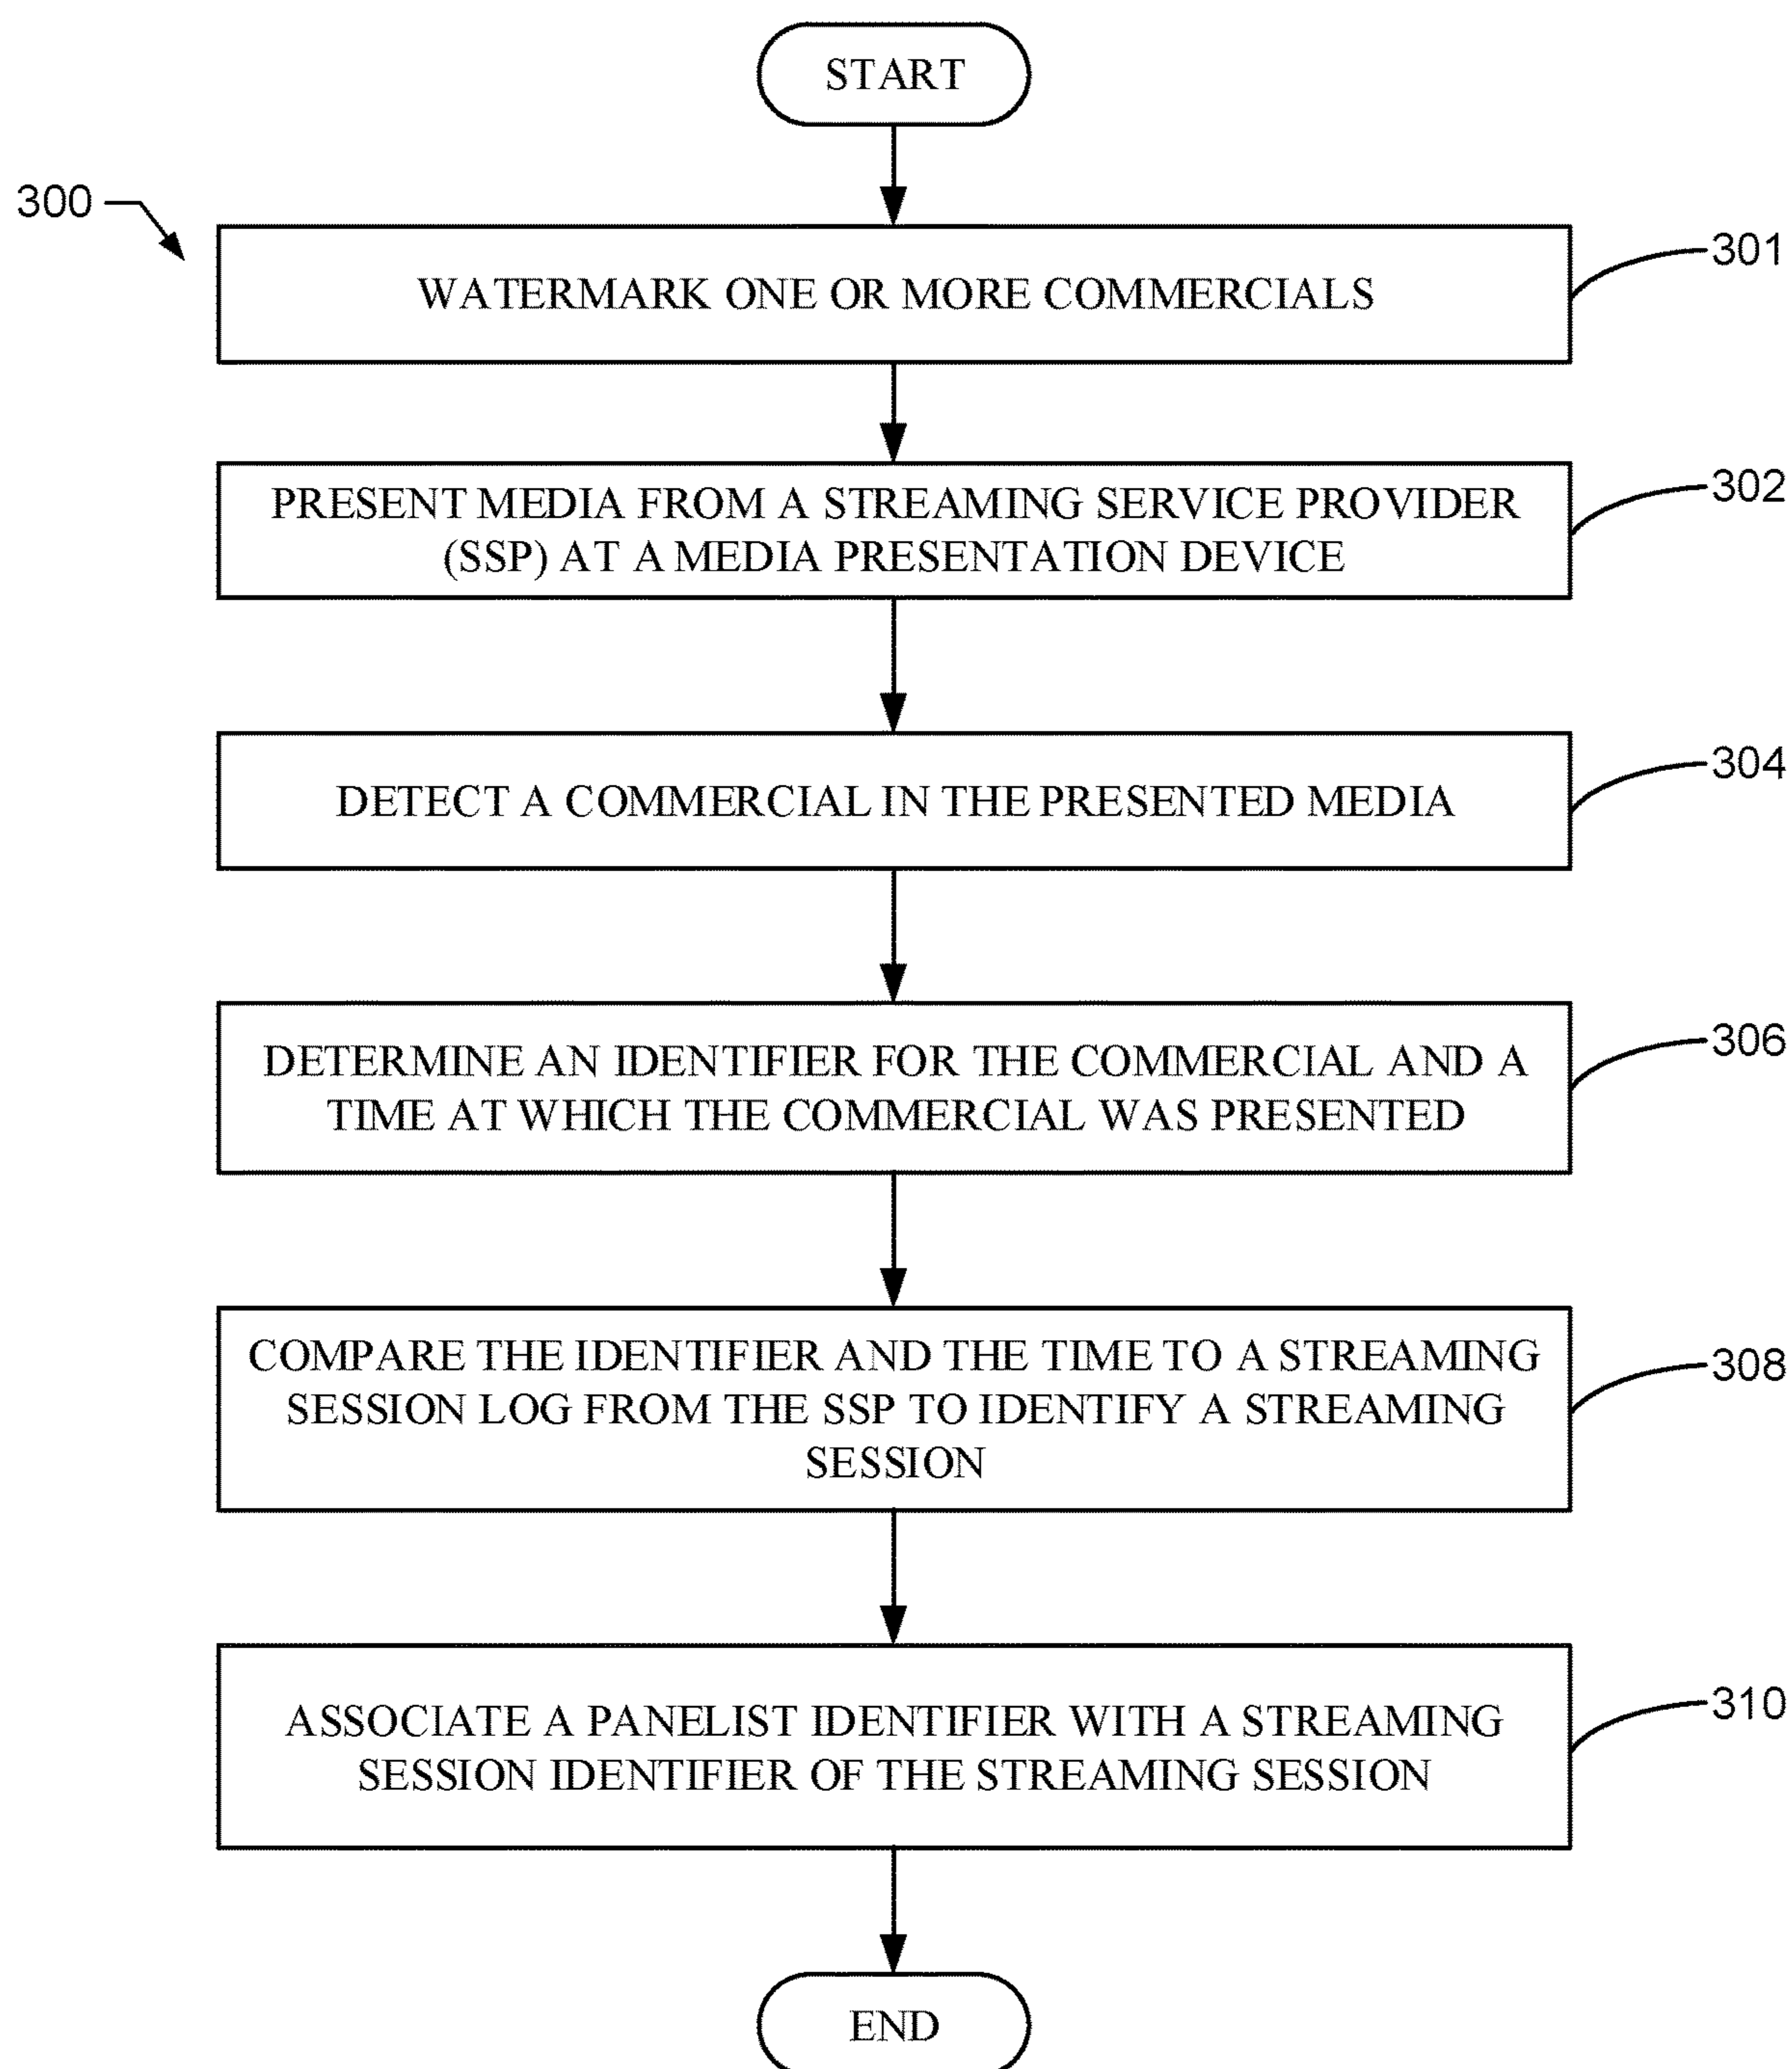 START
300
WATERMARK ONE OR MORE COMMERCIALS
301
PRESENT MEDIA FROM A STREAMING SERVICE PROVIDER
(SSP) AT A MEDIA PRESENTATION DEVICE
302
DETECT A COMMERCIAL IN THE PRESENTED MEDIA
304
DETERMINE AN IDENTIFIER FOR THE COMMERCIAL AND A
TIME AT WHICH THE COMMERCIAL WAS PRESENTED
306
COMPARE THE IDENTIFIER AND THE TIME TO A STREAMING
SESSION LOG FROM THE SSP TO IDENTIFY A STREAMING
SESSION
308
ASSOCIATE A PANELIST IDENTIFIER WITH A STREAMING
SESSION IDENTIFIER OF THE STREAMING SESSION
310
END